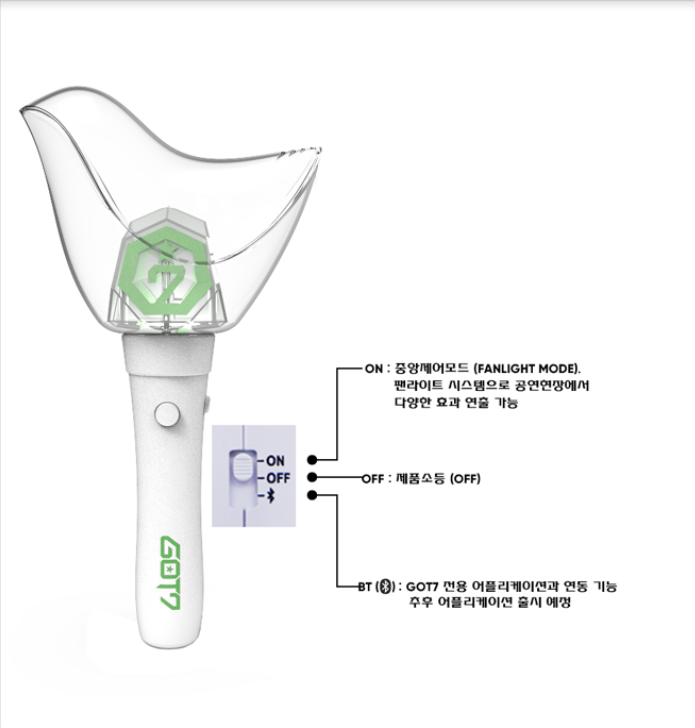 7
ON : 중앙제어모드 (FANLIGHT MODE).
팬라이트 시스템으로 공연현장에서
다양한 효과 연출 가능
ON
OFF
OFF : 제품소등 (OFF)
BT ( ) : GOT7 전용 어플리케이션과 연동 기능
추후 어플리케이션 출시 예정
GOT7